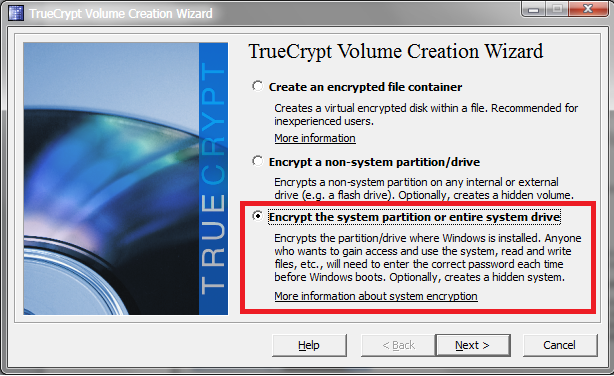 TrueCrypt Volume Creation Wizard
TRUECRYPT
TrueCrypt Volume Creation Wizard
Create an encrypted file container
Creates a virtual encrypted disk within a file. Recommended for
inexperienced users.
More information
Encrypt a non-system partition/drive
Encrypts a non-system partition on any internal or external
drive (e.g. a flash drive). Optionally, creates a hidden volume.
Encrypt the system partition or entire system drive
Encrypts the partition/drive where Windows is installed. Anyone
who wants to gain access and use the system, read and write
files, etc., will need to enter the correct password each time
before Windows boots. Optionally, creates a hidden system.
More information about system encryption
Help
< Back
Next >
Cancel